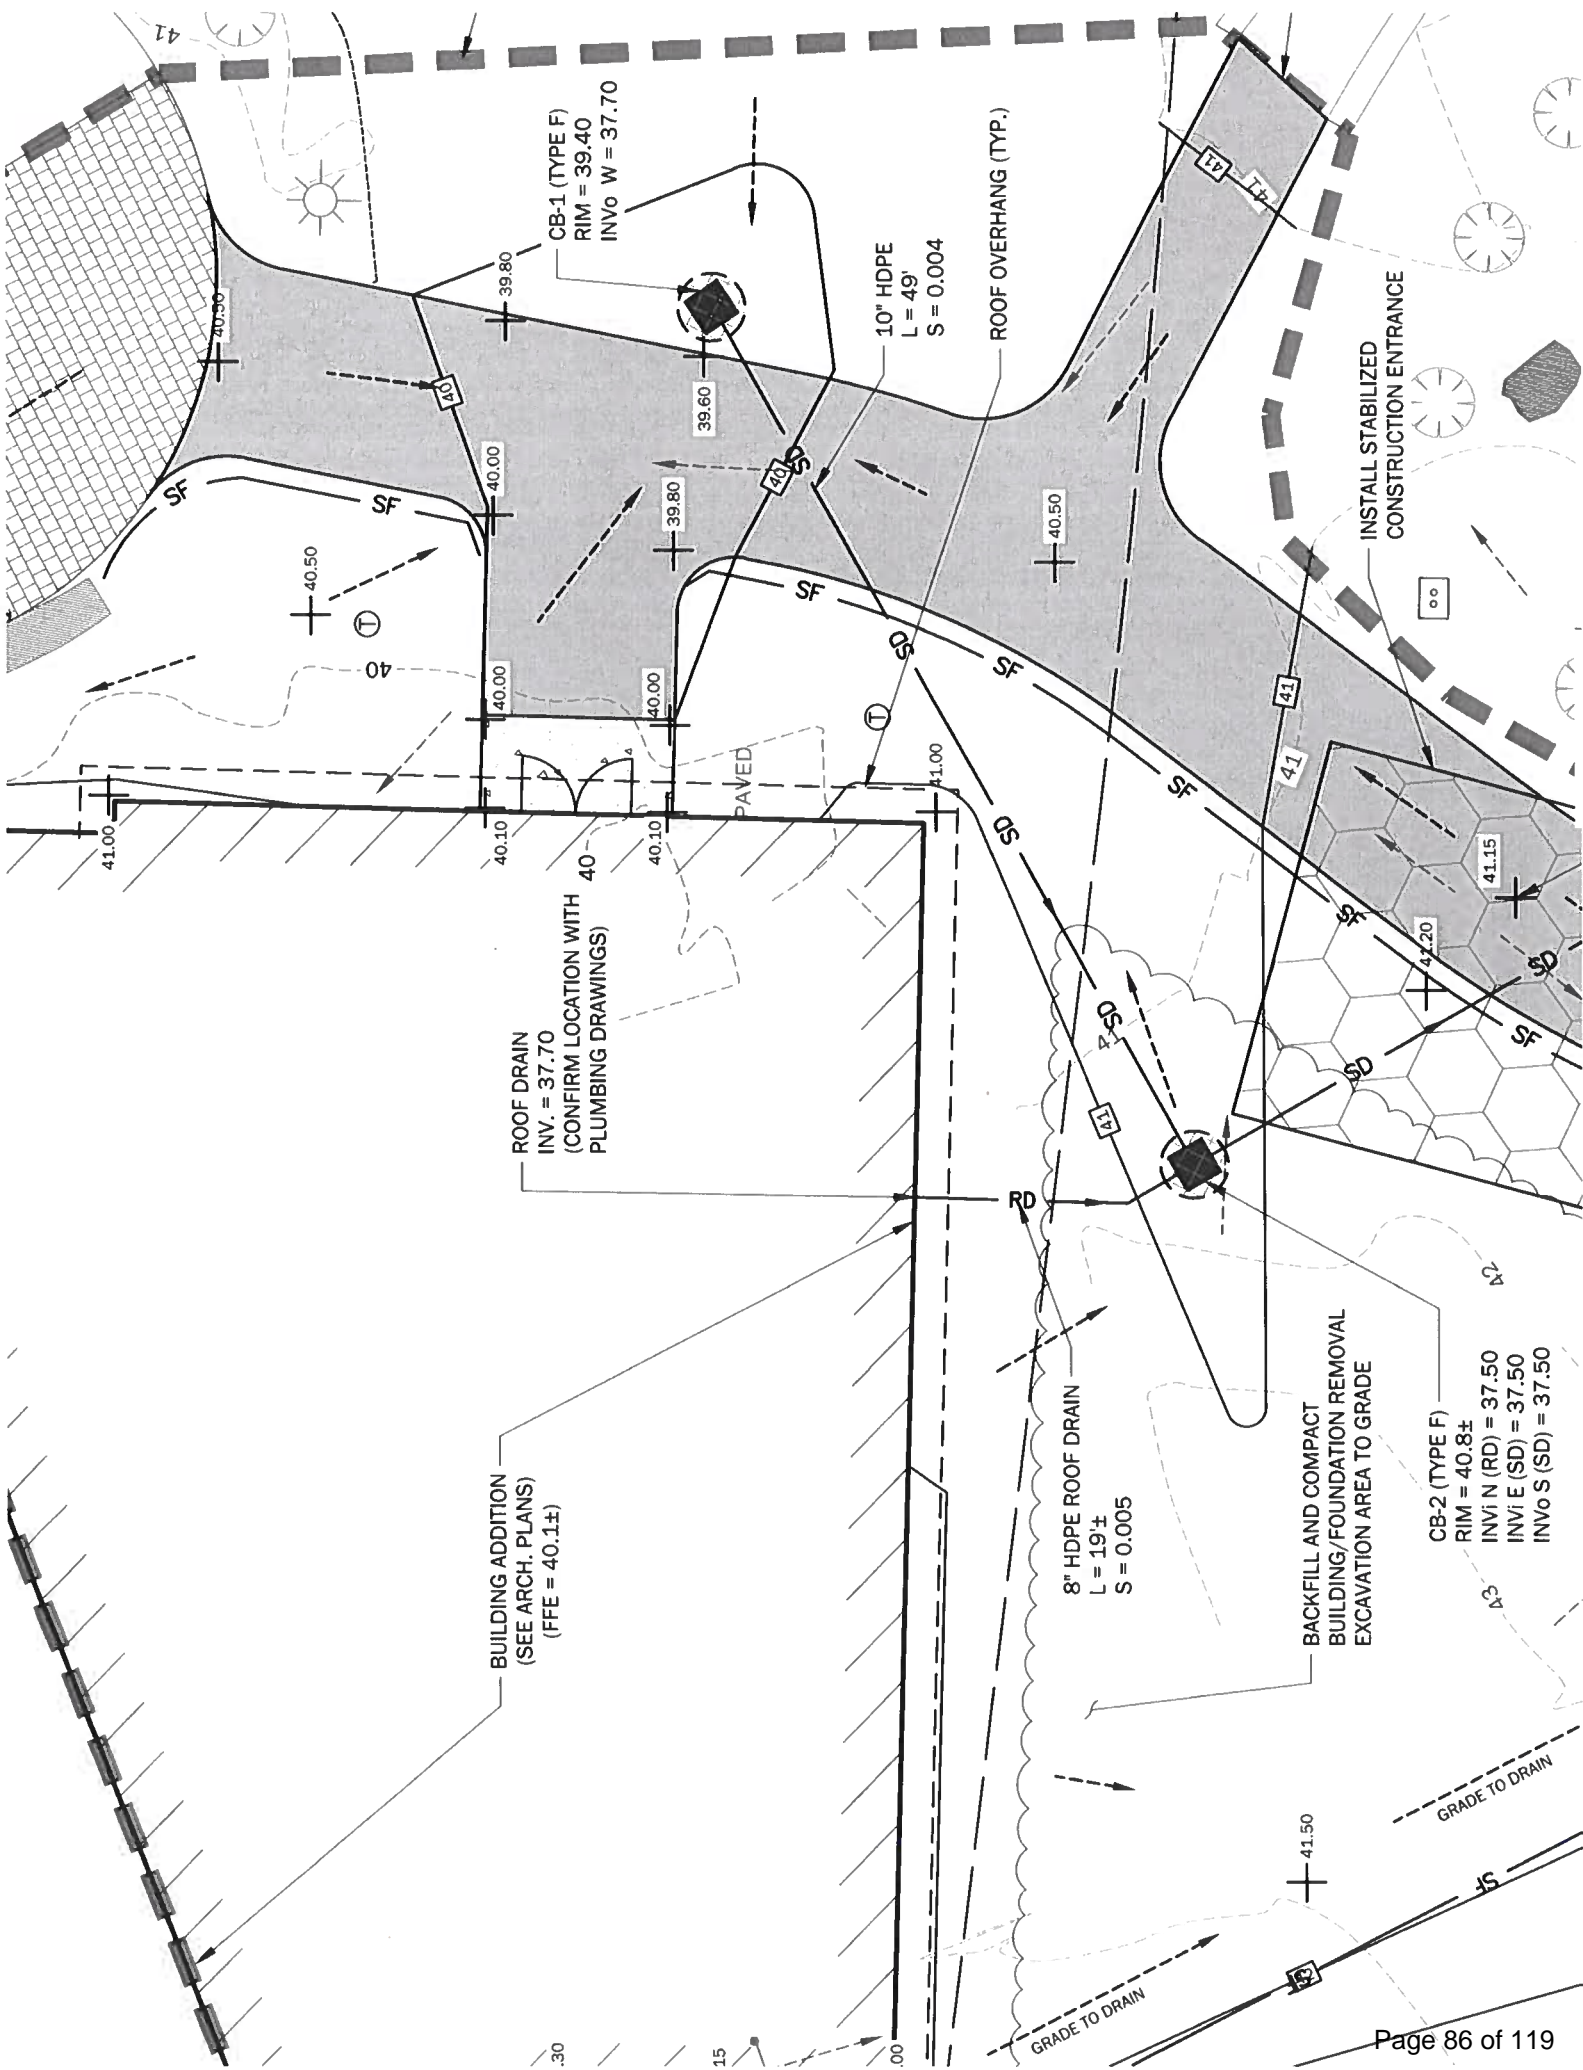 41
CB-1 (TYPE F)
RIM = 39.40
INVo W = 37.70
10" HDPE
L = 49'
S = 0.004
ROOF OVERHANG (TYP.)
41
41
40.50
39.80
40
40.00
39.60
SD
40
39.80
40.50
INSTALL STABILIZED
CONSTRUCTION ENTRANCE
SF
SF
40.50
T
40
40.00
40.00
SF
SD
SF
T
41
41
SF
PAVED
41.00
SD
41.00
40.10
40
40.10
41.15
SF
41.20
SD
SF
SD
41
SD
41
ROOF DRAIN
INV. = 37.70
(CONFIRM LOCATION WITH
PLUMBING DRAWINGS)
RD
42
BUILDING ADDITION
(SEE ARCH. PLANS)
(FFE = 40.1±)
8" HDPE ROOF DRAIN
L = 19'±
S = 0.005
BACKFILL AND COMPACT
BUILDING/FOUNDATION REMOVAL
EXCAVATION AREA TO GRADE
CB-2 (TYPE F)
RIM = 40.8±
INVi N (RD) = 37.50
INVi E (SD) = 37.50
INVo S (SD) = 37.50
43
GRADE TO DRAIN
41.50
SF
GRADE TO DRAIN
.30
15
.00
Page 86 of 119